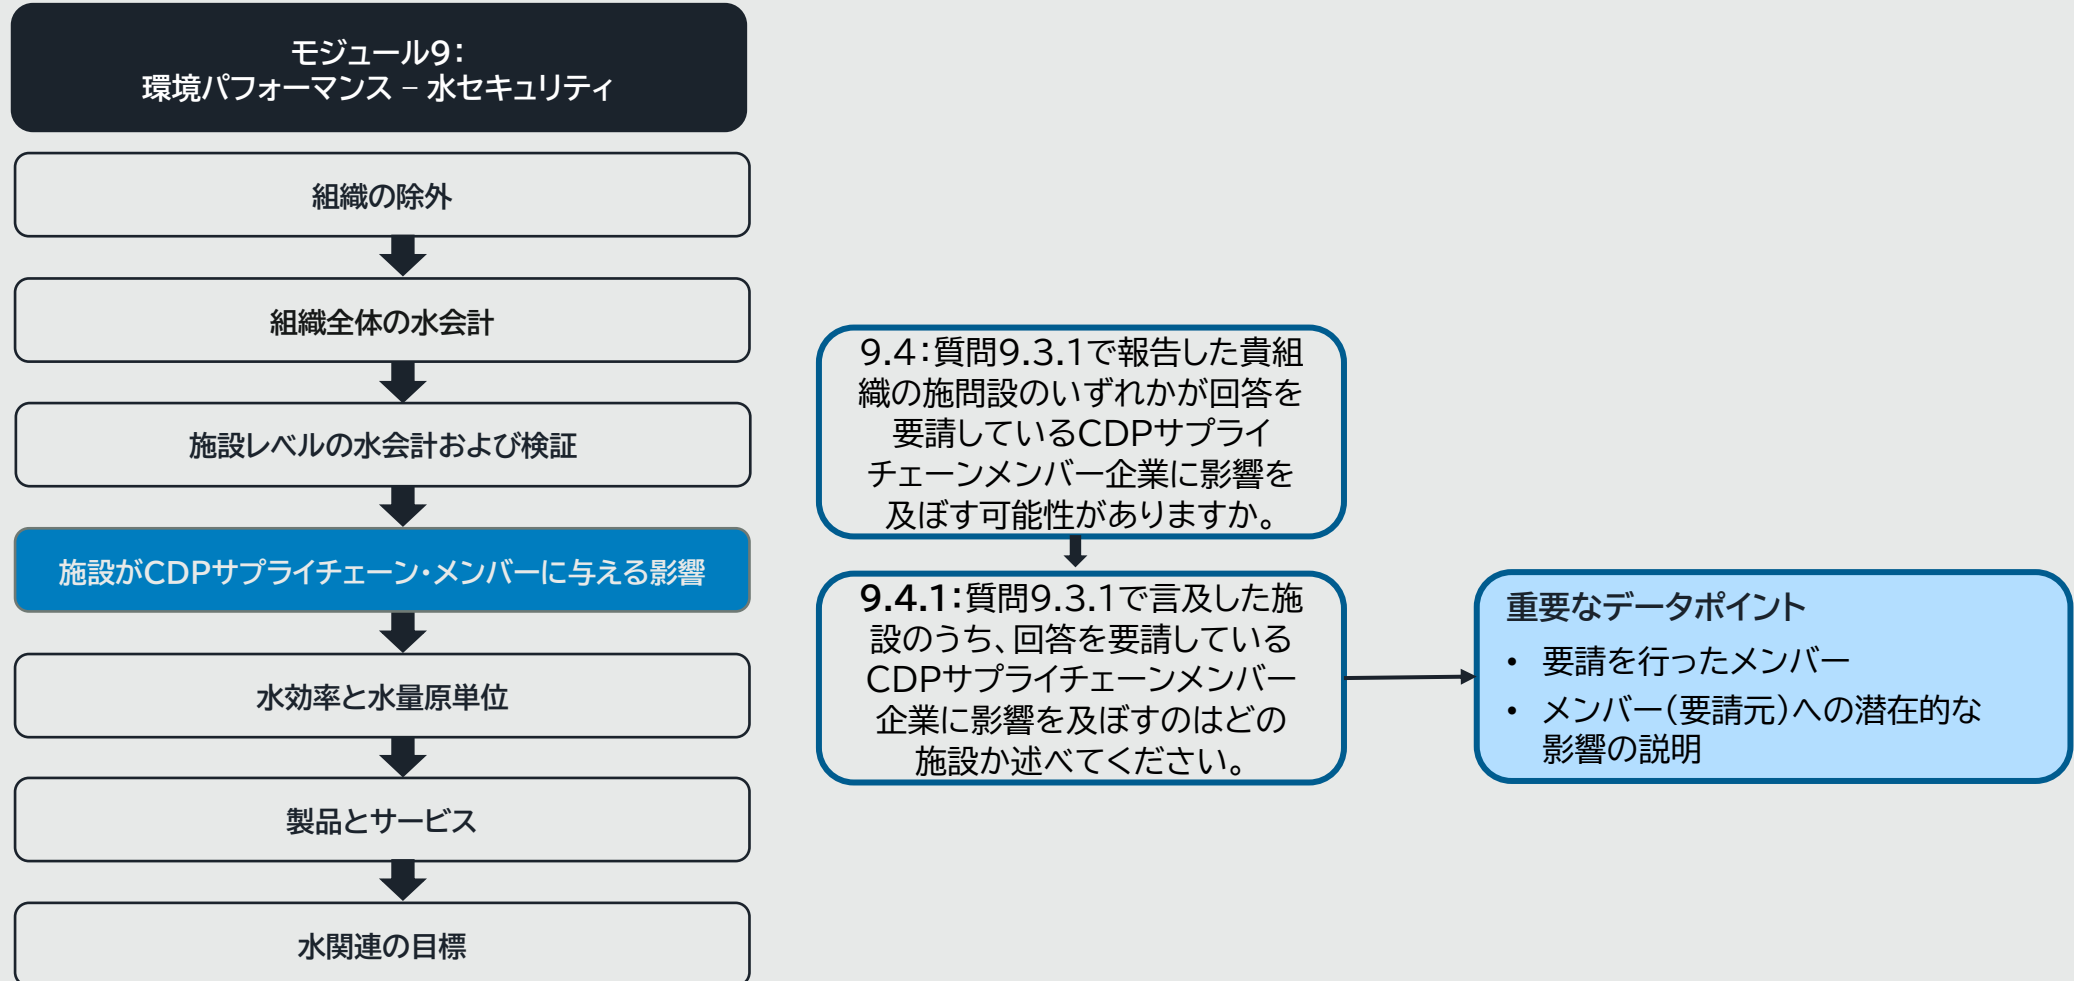 モジュール9：
環境パフォーマンス – 水セキュリティ
組織の除外
組織全体の水会計
施設レベルの水会計および検証
施設がCDPサプライチェーン・メンバーに与える影響
水効率と水量原単位
製品とサービス
水関連の目標
9.4：質問9.3.1で報告した貴組
織の施問設のいずれかが回答を
要請しているCDPサプライ
チェーンメンバー企業に影響を
及ぼす可能性がありますか。
9.4.1：質問9.3.1で言及した施
設のうち、回答を要請している
CDPサプライチェーンメンバー
企業に影響を及ぼすのはどの
施設か述べてください。
重要なデータポイント
• 要請を行ったメンバー
• メンバー（要請元）への潜在的な
影響の説明